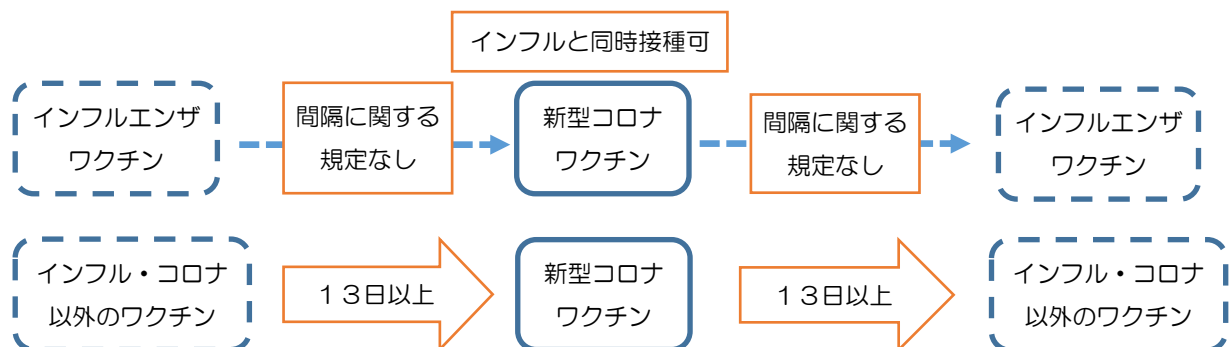 インフルと同時接種可
インフルエンザ
ワクチン
間隔に関する
規定なし
新型コロナ
ワクチン
間隔に関する
規定なし
インフルエンザ
ワクチン
インフル・コロナ
以外のワクチン
１３日以上
新型コロナ
ワクチン
１３日以上
インフル・コロナ
以外のワクチン